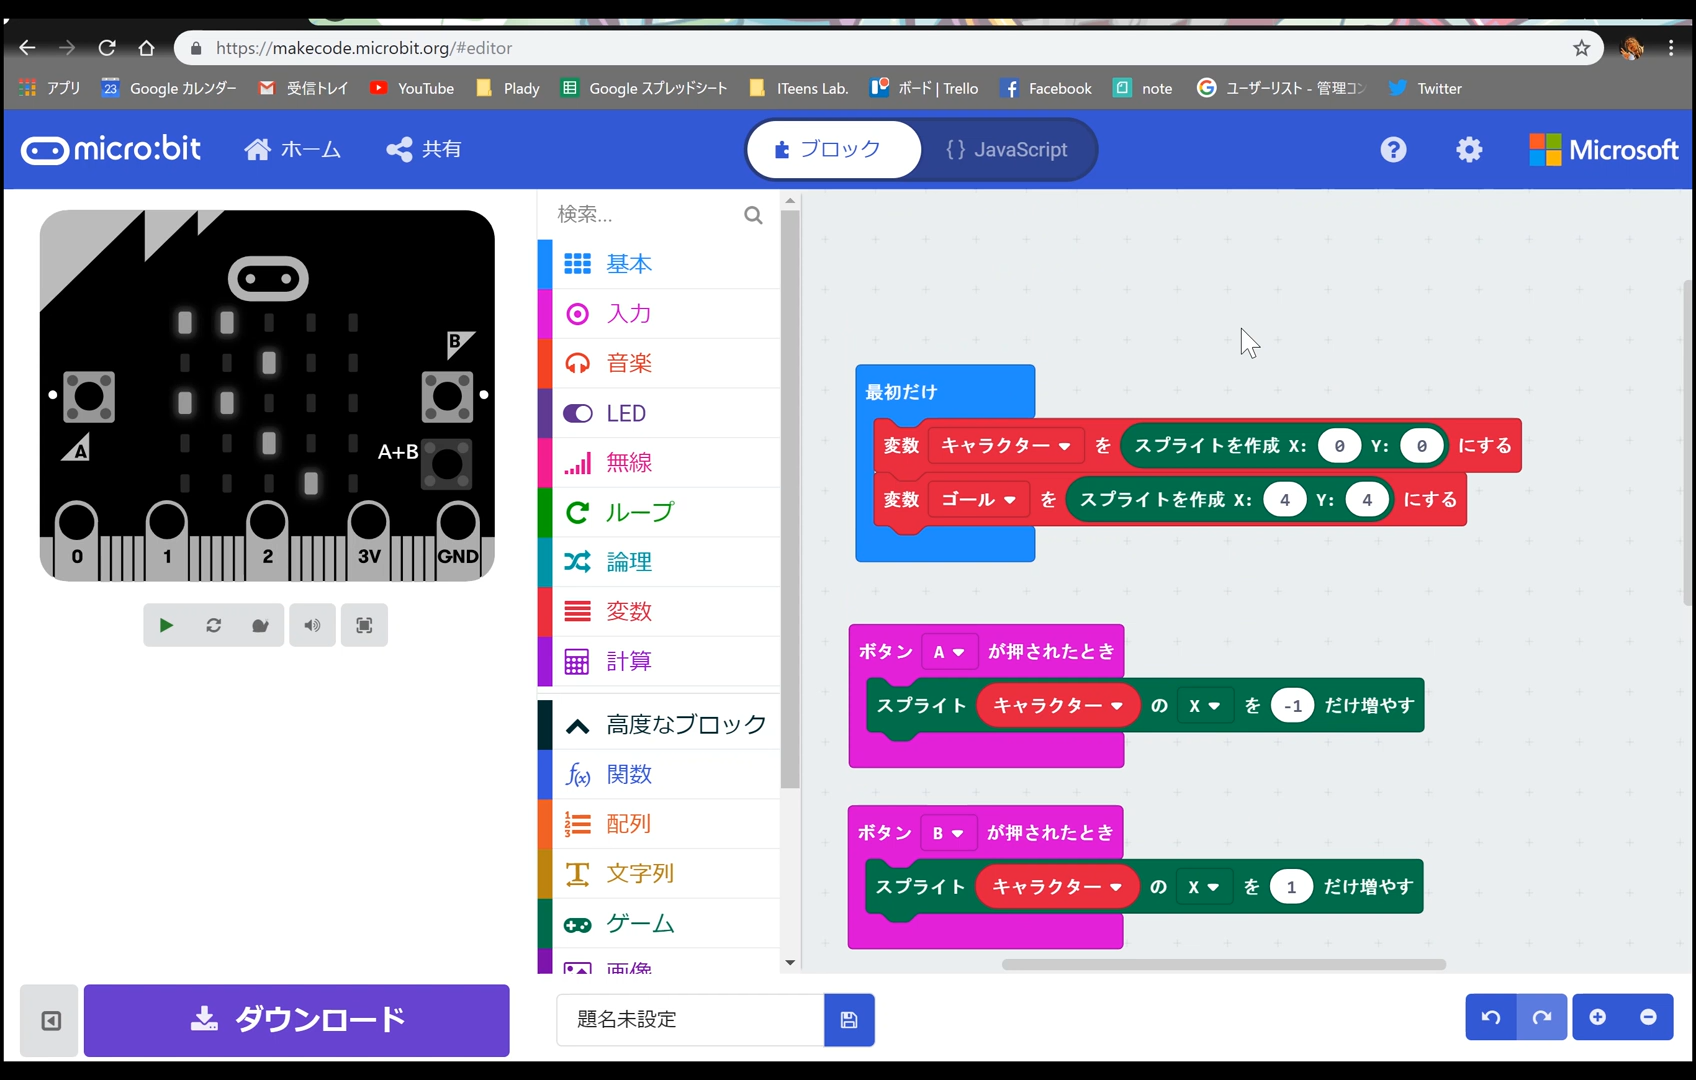 https://makecode.microbit.org/#editor
アプリ 23 Google カレンダー 受信トレイ YouTube Plady Google スプレッドシート ITeens Lab. ボード | Trello Facebook note ユーザーリスト - 管理コン Twitter
micro:bit ホーム 共有 ブロック {} JavaScript ? Microsoft
検索...
基本
入力
音楽
LED
無線
ループ
論理
変数
計算
高度なブロック
f(x) 関数
配列
文字列
ゲーム
画像
B
A
A+B
0 1 2 3V GND
最初だけ
変数 キャラクター を スプライトを作成 X: 0 Y: 0 にする
変数 ゴール を スプライトを作成 X: 4 Y: 4 にする
ボタン A が押されたとき
スプライト キャラクター の X を -1 だけ増やす
ボタン B が押されたとき
スプライト キャラクター の X を 1 だけ増やす
ダウンロード
題名未設定